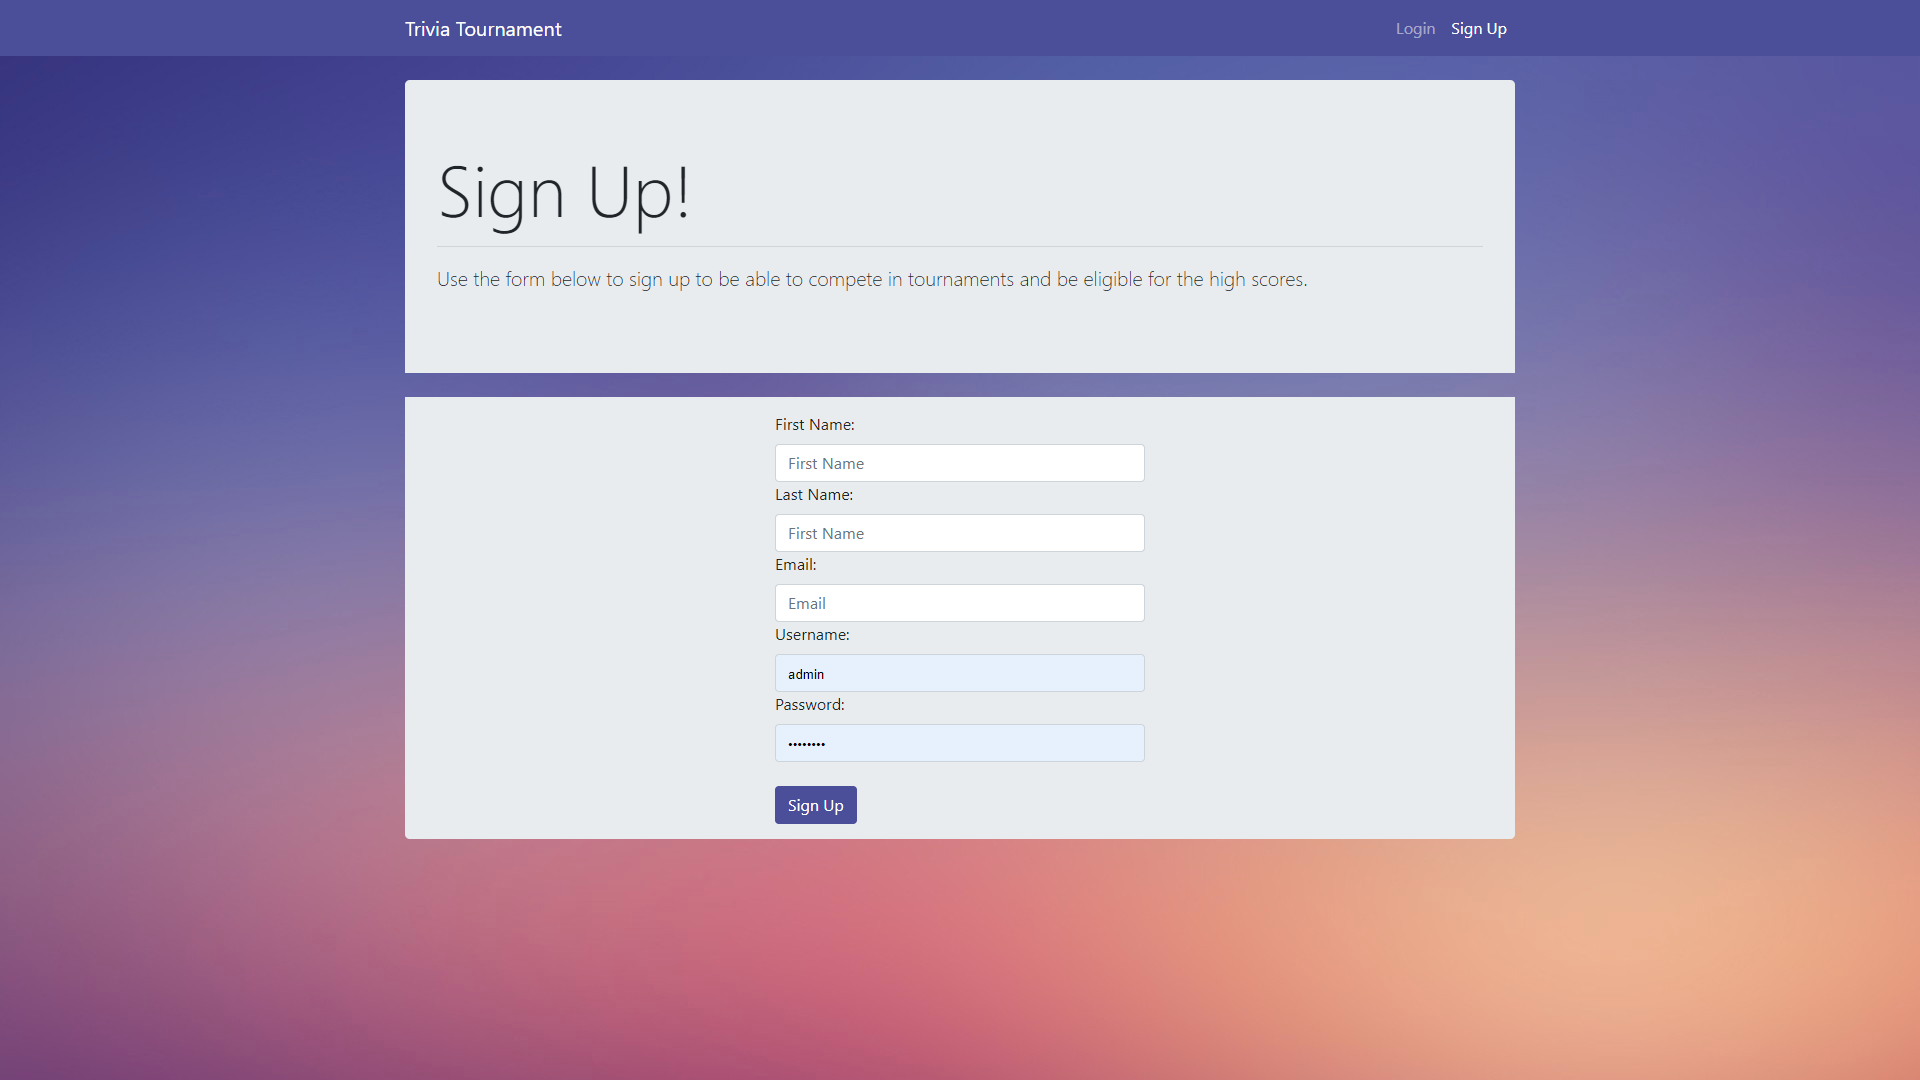 Trivia Tournament
Login
Sign Up
Sign Up!
Use the form below to sign up to be able to compete in tournaments and be eligible for the high scores.
First Name:
First Name
Last Name:
First Name
Email:
Email
Username:
admin
Password:
••••••••
Sign Up